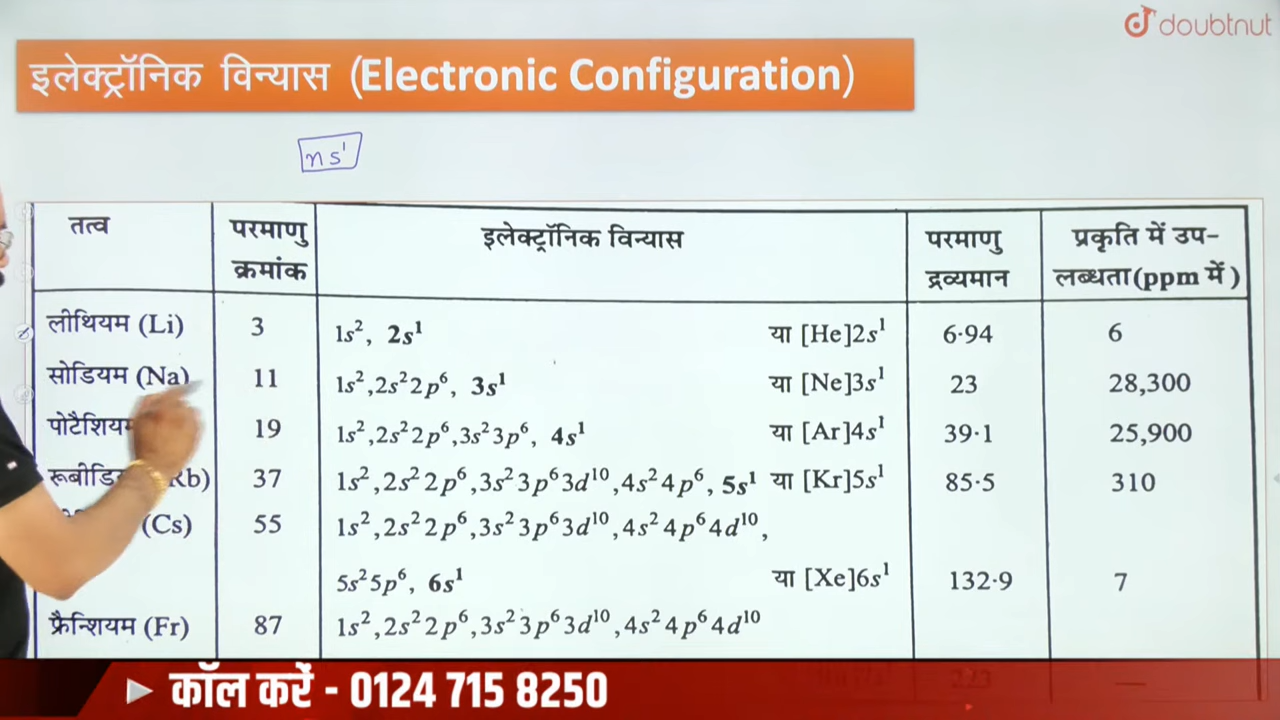 doubtnut
इलेक्ट्रॉनिक विन्यास (Electronic Configuration)
ns¹
तत्व परमाणु क्रमांक इलेक्ट्रॉनिक विन्यास परमाणु द्रव्यमान प्रकृति में उप-लब्धता(ppm में)
लीथियम (Li) 3 1s², 2s¹ या [He]2s¹ 6·94 6
सोडियम (Na) 11 1s²,2s²2p⁶, 3s¹ या [Ne]3s¹ 23 28,300
पोटैशियम 19 1s²,2s²2p⁶,3s²3p⁶, 4s¹ या [Ar]4s¹ 39·1 25,900
रूबीडि Rb) 37 1s²,2s²2p⁶,3s²3p⁶3d¹⁰,4s²4p⁶, 5s¹ या [Kr]5s¹ 85·5 310
(Cs) 55 1s²,2s²2p⁶,3s²3p⁶3d¹⁰,4s²4p⁶4d¹⁰,
5s²5p⁶, 6s¹ या [Xe]6s¹ 132·9 7
फ्रैन्शियम (Fr) 87 1s²,2s²2p⁶,3s²3p⁶3d¹⁰,4s²4p⁶4d¹⁰
कॉल करें - 0124 715 8250